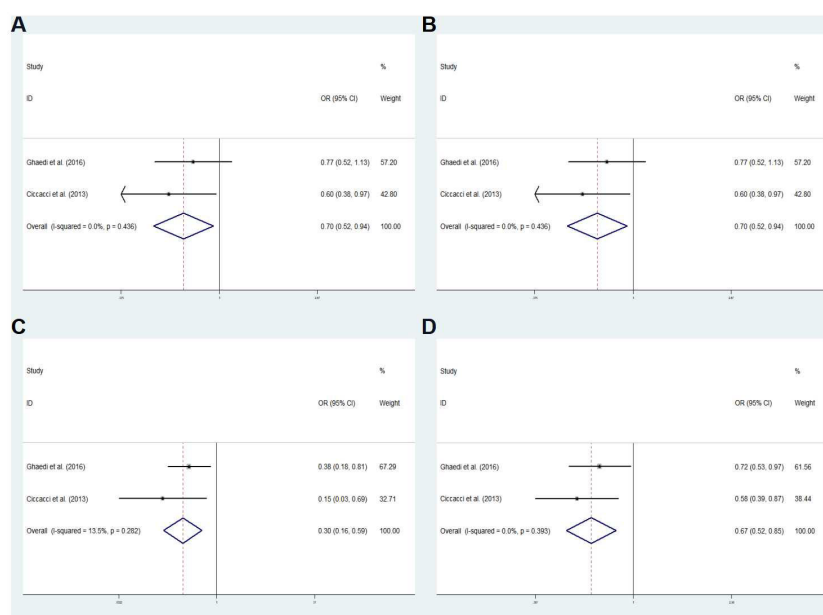 A
Study %
ID OR (95% CI) Weight
Ghaedi et al. (2016) 0.77 (0.52, 1.13) 57.20
Ciccacci et al. (2013) 0.60 (0.38, 0.97) 42.80
Overall (I-squared = 0.0%, p = 0.436) 0.70 (0.52, 0.94) 100.00
1
B
Study %
ID OR (95% CI) Weight
Ghaedi et al. (2016) 0.77 (0.52, 1.13) 57.20
Ciccacci et al. (2013) 0.60 (0.38, 0.97) 42.80
Overall (I-squared = 0.0%, p = 0.436) 0.70 (0.52, 0.94) 100.00
1
C
Study %
ID OR (95% CI) Weight
Ghaedi et al. (2016) 0.38 (0.18, 0.81) 67.29
Ciccacci et al. (2013) 0.15 (0.03, 0.69) 32.71
Overall (I-squared = 13.5%, p = 0.282) 0.30 (0.16, 0.59) 100.00
1
D
Study %
ID OR (95% CI) Weight
Ghaedi et al. (2016) 0.72 (0.53, 0.97) 61.56
Ciccacci et al. (2013) 0.58 (0.39, 0.87) 38.44
Overall (I-squared = 0.0%, p = 0.393) 0.67 (0.52, 0.85) 100.00
1